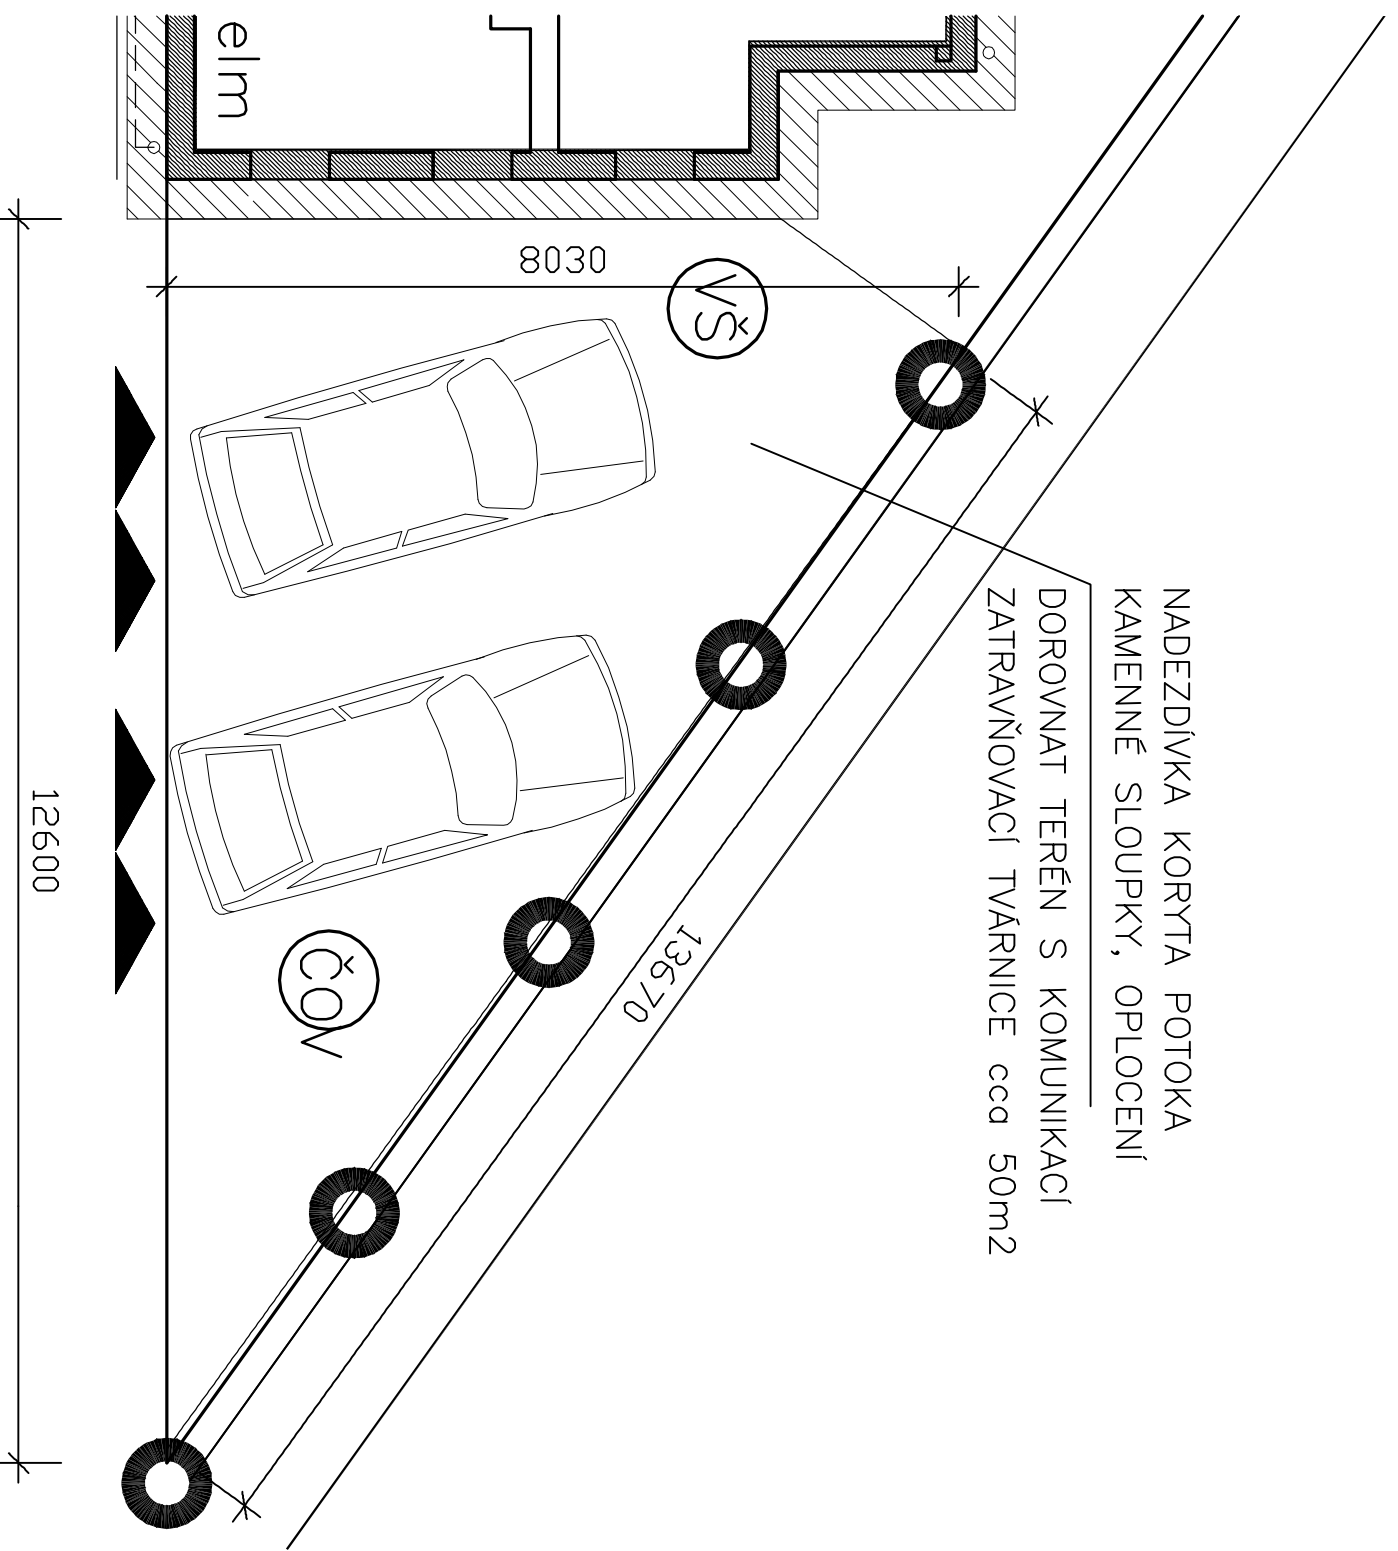 NADEZDÍVKA KORYTA POTOKA
KAMENNÉ SLOUPKY, OPLOCENÍ
DOROVNAT TERÉN S KOMUNIKACÍ
ZATRAVŇOVACÍ TVÁRNICE cca 50m2
elm
8030
VŠ
13670
ČOV
12600